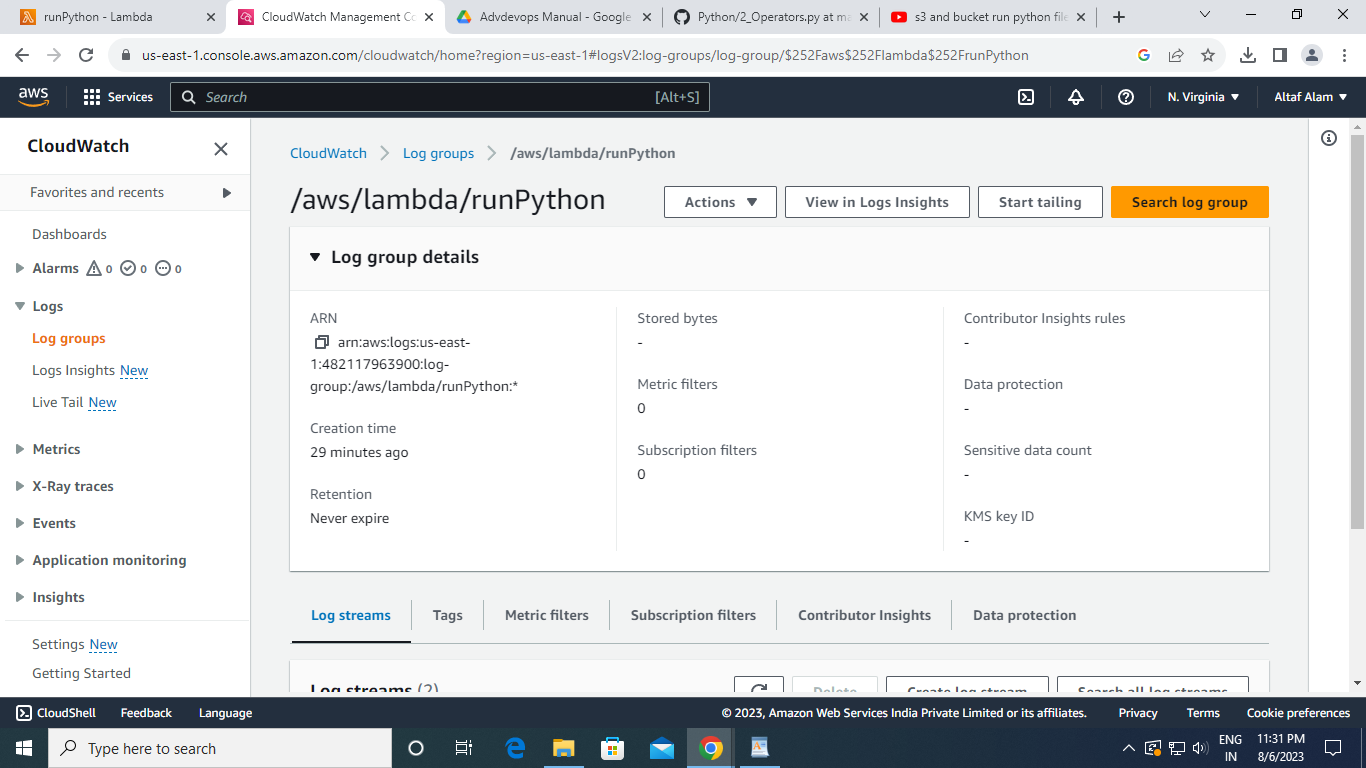 runPython - Lambda
CloudWatch Management Co
Advdevops Manual - Google
Python/2_Operators.py at ma
s3 and bucket run python file
us-east-1.console.aws.amazon.com/cloudwatch/home?region=us-east-1#logsV2:log-groups/log-group/$252Faws$252Flambda$252FrunPython
aws
Services
Search
[Alt+S]
N. Virginia
Altaf Alam
CloudWatch
Favorites and recents
Dashboards
Alarms 0 0 0
Logs
Log groups
Logs Insights New
Live Tail New
Metrics
X-Ray traces
Events
Application monitoring
Insights
Settings New
Getting Started
CloudWatch
Log groups
/aws/lambda/runPython
/aws/lambda/runPython
Actions
View in Logs Insights
Start tailing
Search log group
Log group details
ARN
arn:aws:logs:us-east-
1:482117963900:log-
group:/aws/lambda/runPython:*
Creation time
29 minutes ago
Retention
Never expire
Stored bytes
-
Metric filters
0
Subscription filters
0
Contributor Insights rules
-
Data protection
-
Sensitive data count
-
KMS key ID
-
Log streams
Tags
Metric filters
Subscription filters
Contributor Insights
Data protection
Log streams (2)
Delete
Create log stream
Search all log streams
CloudShell
Feedback
Language
© 2023, Amazon Web Services India Private Limited or its affiliates.
Privacy
Terms
Cookie preferences
Type here to search
ENG
IN
11:31 PM
8/6/2023